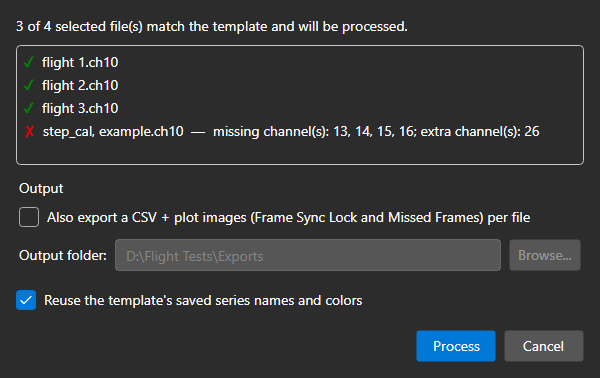 3 of 4 selected file(s) match the template and will be processed.
✓ flight 1.ch10
✓ flight 2.ch10
✓ flight 3.ch10
✗ step_cal, example.ch10 — missing channel(s): 13, 14, 15, 16; extra channel(s): 26
Output
Also export a CSV + plot images (Frame Sync Lock and Missed Frames) per file
Output folder: D:\Flight Tests\Exports Browse...
Reuse the template's saved series names and colors
Process Cancel